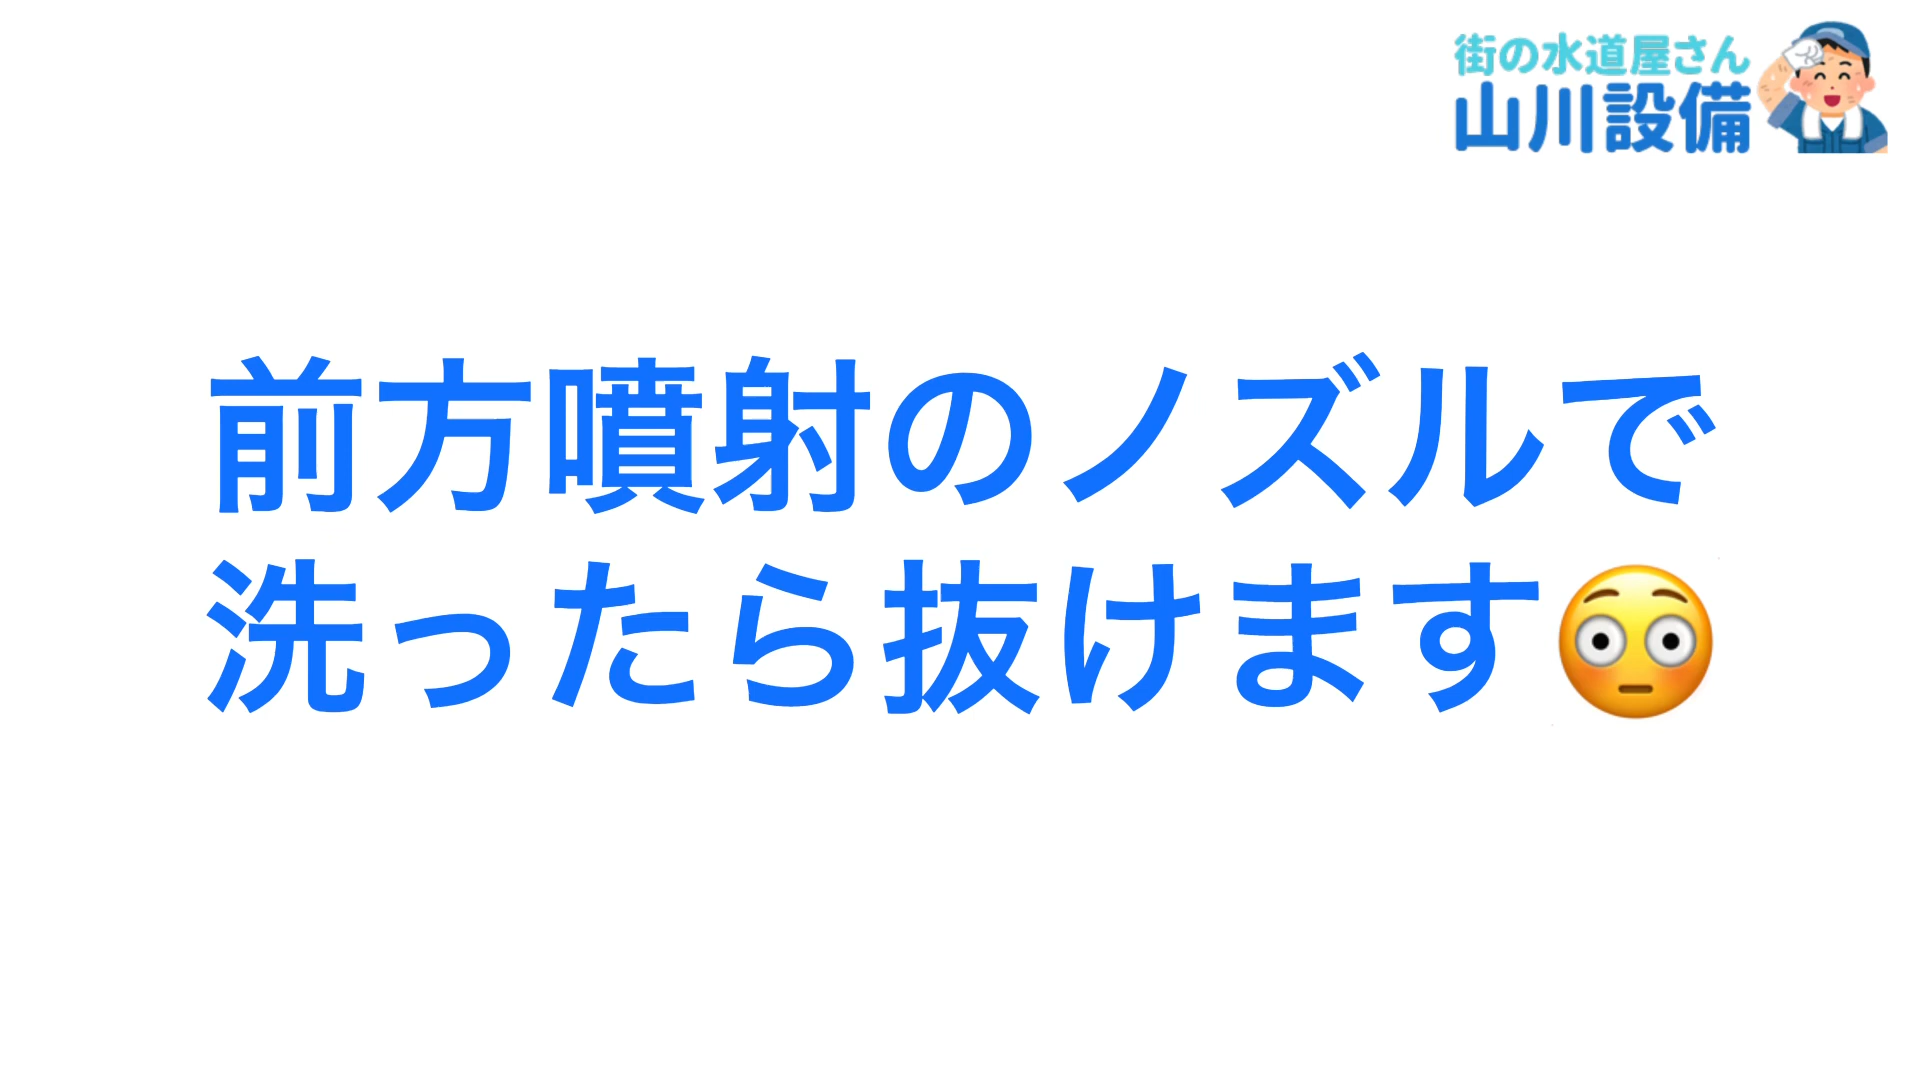 街の水道屋さん
山川設備
前方噴射のノズルで
洗ったら抜けます😳